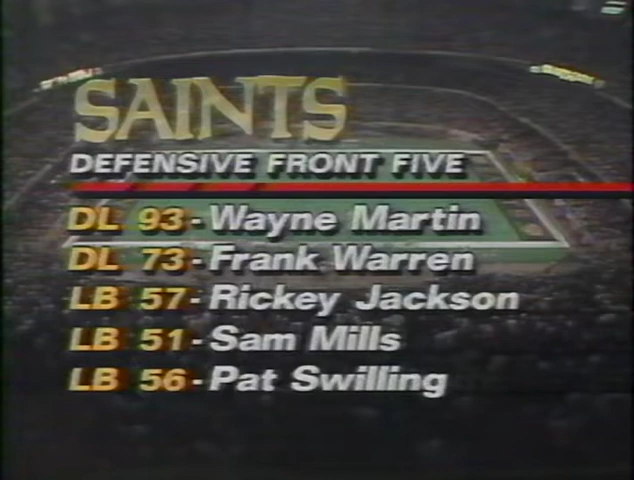 SAINTS
DEFENSIVE FRONT FIVE
DL 93 - Wayne Martin
DL 73 - Frank Warren
LB 57 - Rickey Jackson
LB 51 - Sam Mills
LB 56 - Pat Swilling